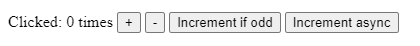 Clicked: 0 times + - Increment if odd Increment async